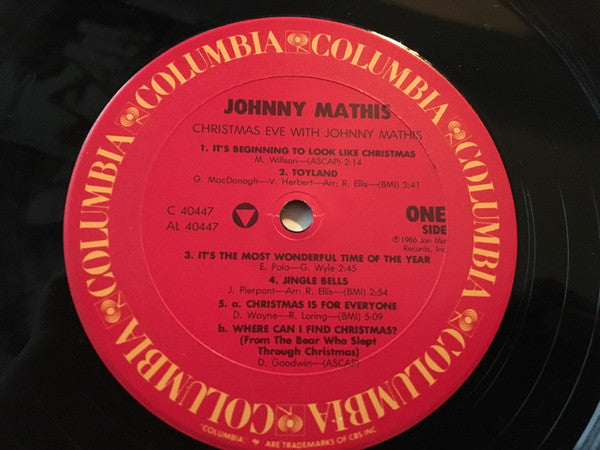 COLUMBIA COLUMBIA COLUMBIA COLUMBIA COLUMBIA COLUMBIA
JOHNNY MATHIS
CHRISTMAS EVE WITH JOHNNY MATHIS
1. IT'S BEGINNING TO LOOK LIKE CHRISTMAS
M. Willson—(ASCAP) 2:14
2. TOYLAND
G. MacDonogh—V. Herbert—Arr: R. Ellis—(BMI) 3:41
C 40447
AL 40447
ONE
SIDE
℗1986 Jon Mat
Records, Inc.
3. IT'S THE MOST WONDERFUL TIME OF THE YEAR
E. Pola—G. Wyle 2:45
4. JINGLE BELLS
J. Pierpont—Arr: R. Ellis—(BMI) 2:54
5. a. CHRISTMAS IS FOR EVERYONE
D. Wayne—R. Loring—(BMI) 5:09
b. WHERE CAN I FIND CHRISTMAS?
(From The Bear Who Slept
Through Christmas)
D. Goodwin—(ASCAP)
"COLUMBIA," ARE TRADEMARKS OF CBS INC